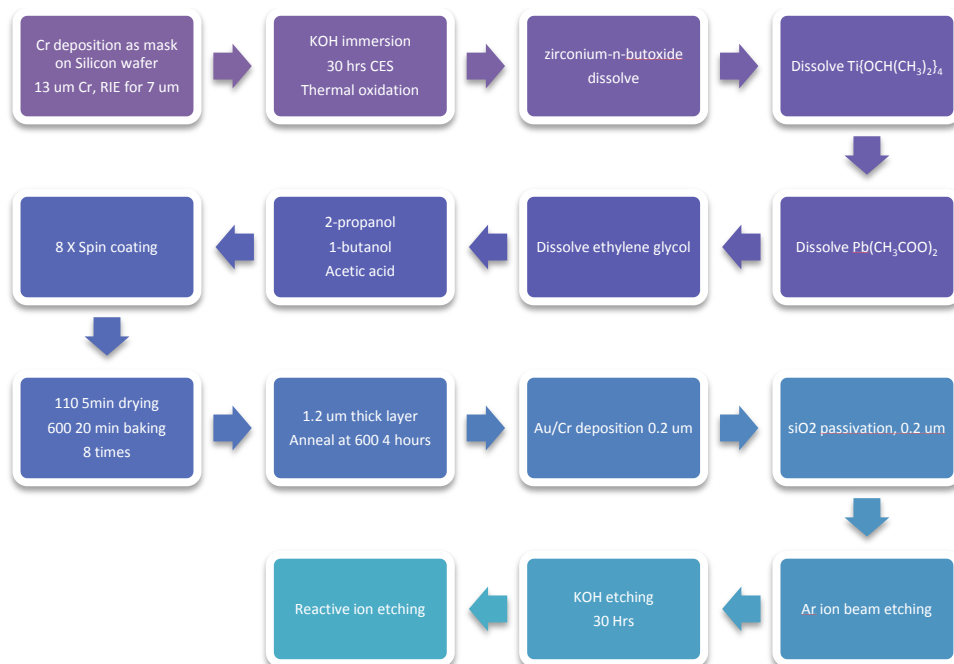 Cr deposition as mask
on Silicon wafer
13 um Cr, RIE for 7 um
KOH immersion
30 hrs CES
Thermal oxidation
zirconium-n-butoxide
dissolve
Dissolve Ti{OCH(CH₃)₂}₄
Dissolve Pb(CH₃COO)₂
Dissolve ethylene glycol
2-propanol
1-butanol
Acetic acid
8 X Spin coating
110 5min drying
600 20 min baking
8 times
1.2 um thick layer
Anneal at 600 4 hours
Au/Cr deposition 0.2 um
siO2 passivation, 0.2 um
Ar ion beam etching
KOH etching
30 Hrs
Reactive ion etching